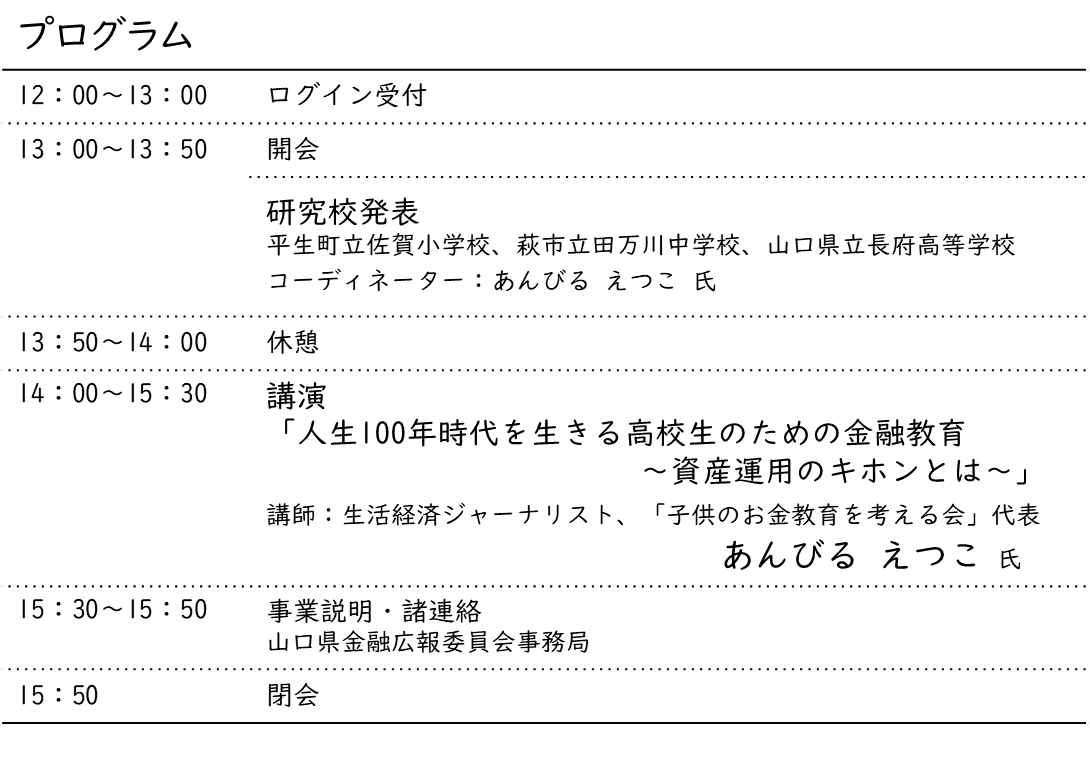 プログラム
12：00～13：00 ログイン受付
13：00～13：50 開会
研究校発表
平生町立佐賀小学校、萩市立田万川中学校、山口県立長府高等学校
コーディネーター：あんびる えつこ 氏
13：50～14：00 休憩
14：00～15：30 講演
「人生100年時代を生きる高校生のための金融教育
～資産運用のキホンとは～」
講師：生活経済ジャーナリスト、「子供のお金教育を考える会」代表
あんびる えつこ 氏
15：30～15：50 事業説明・諸連絡
山口県金融広報委員会事務局
15：50 閉会